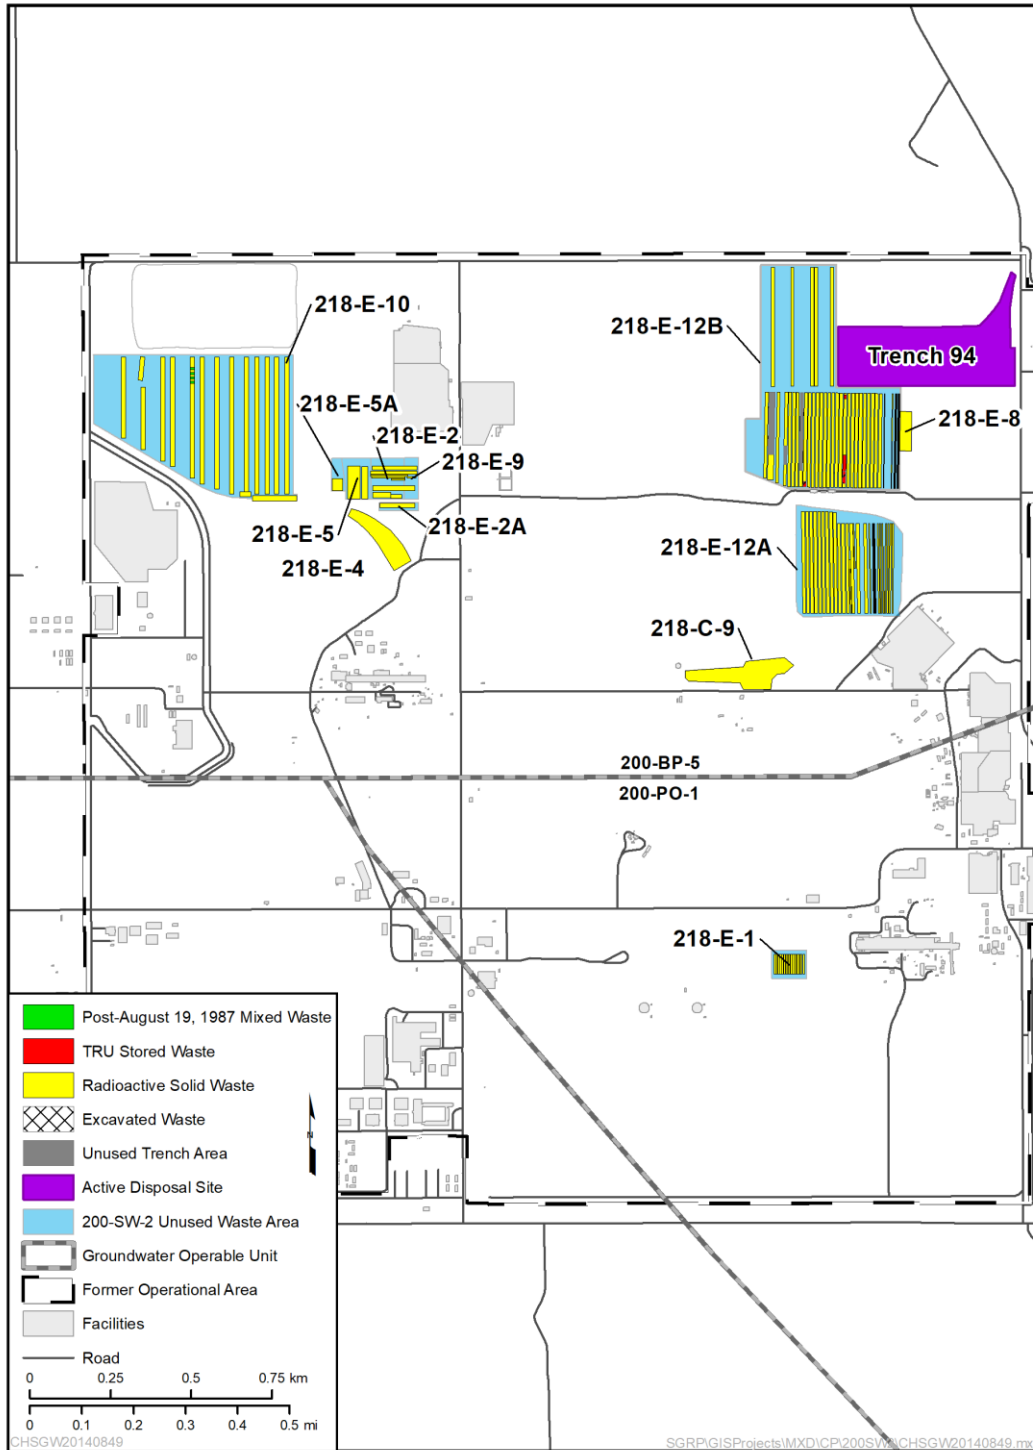 218-E-10
218-E-12B
Trench 94
218-E-5A
218-E-2
218-E-8
218-E-9
218-E-5
218-E-2A
218-E-4
218-E-12A
218-C-9
200-BP-5
200-PO-1
218-E-1
Post-August 19, 1987 Mixed Waste
TRU Stored Waste
Radioactive Solid Waste
Excavated Waste
Unused Trench Area
Active Disposal Site
200-SW-2 Unused Waste Area
Groundwater Operable Unit
Former Operational Area
Facilities
Road
N
0 0.25 0.5 0.75 km
0 0.1 0.2 0.3 0.4 0.5 mi
CHSGW20140849